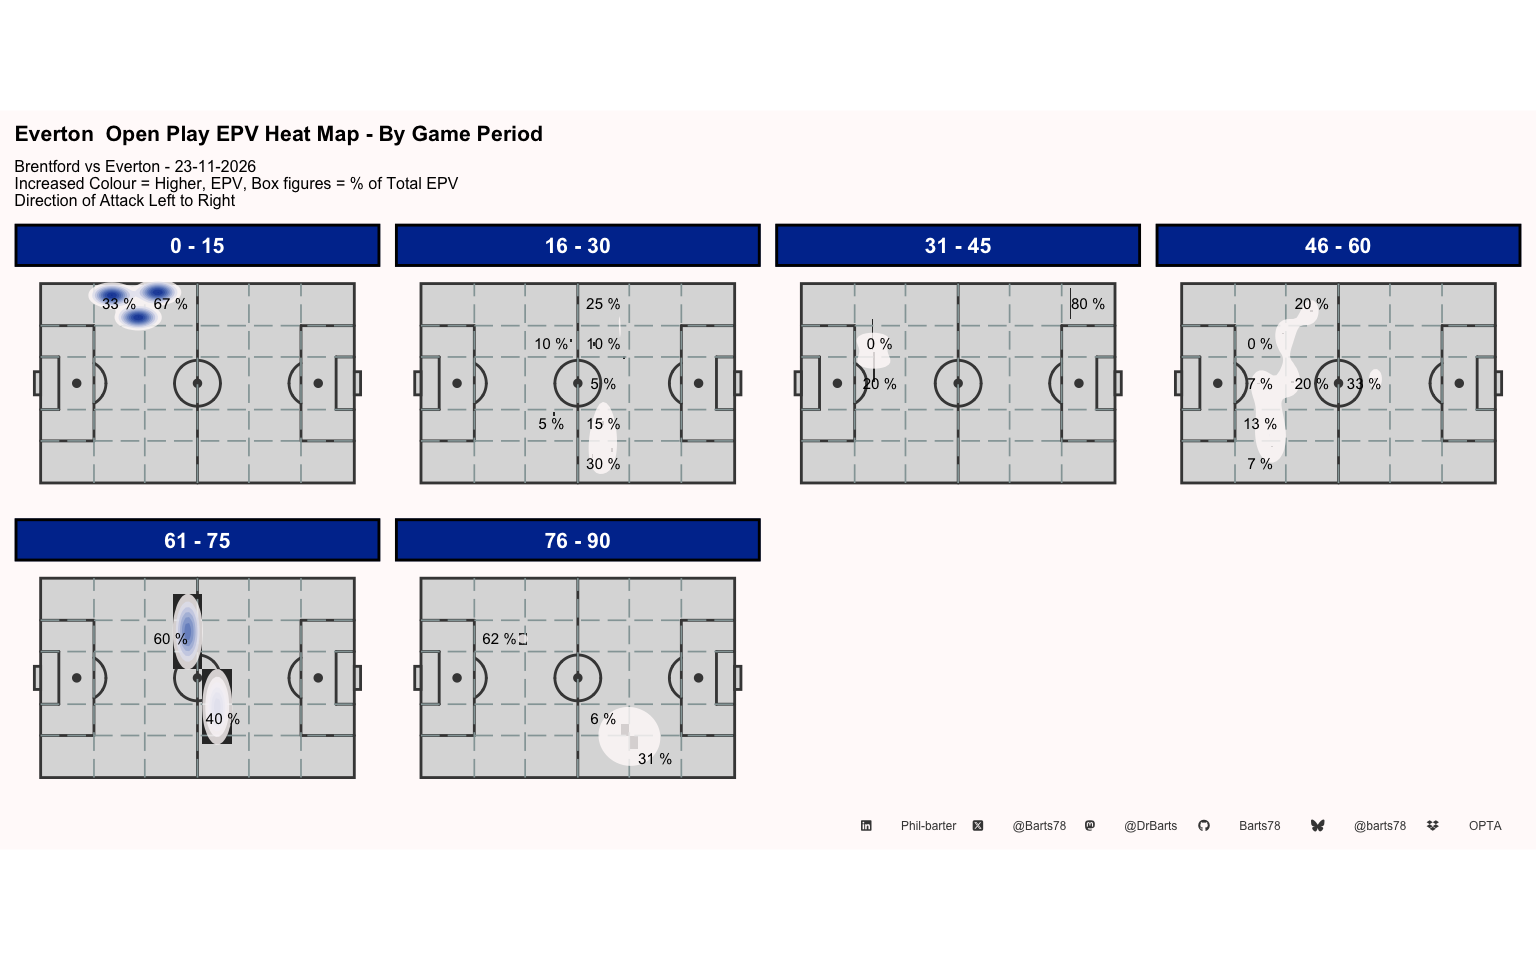 Everton  Open Play EPV Heat Map - By Game Period
Brentford vs Everton - 23-11-2026
Increased Colour = Higher, EPV, Box figures = % of Total EPV
Direction of Attack Left to Right
0 - 15
33 %
67 %
16 - 30
25 %
10 %
10 %
5 %
5 %
15 %
30 %
31 - 45
80 %
0 %
20 %
46 - 60
20 %
0 %
7 %
20 %
33 %
13 %
7 %
61 - 75
60 %
40 %
76 - 90
62 %
6 %
31 %
Phil-barter @Barts78 @DrBarts Barts78 @barts78 OPTA